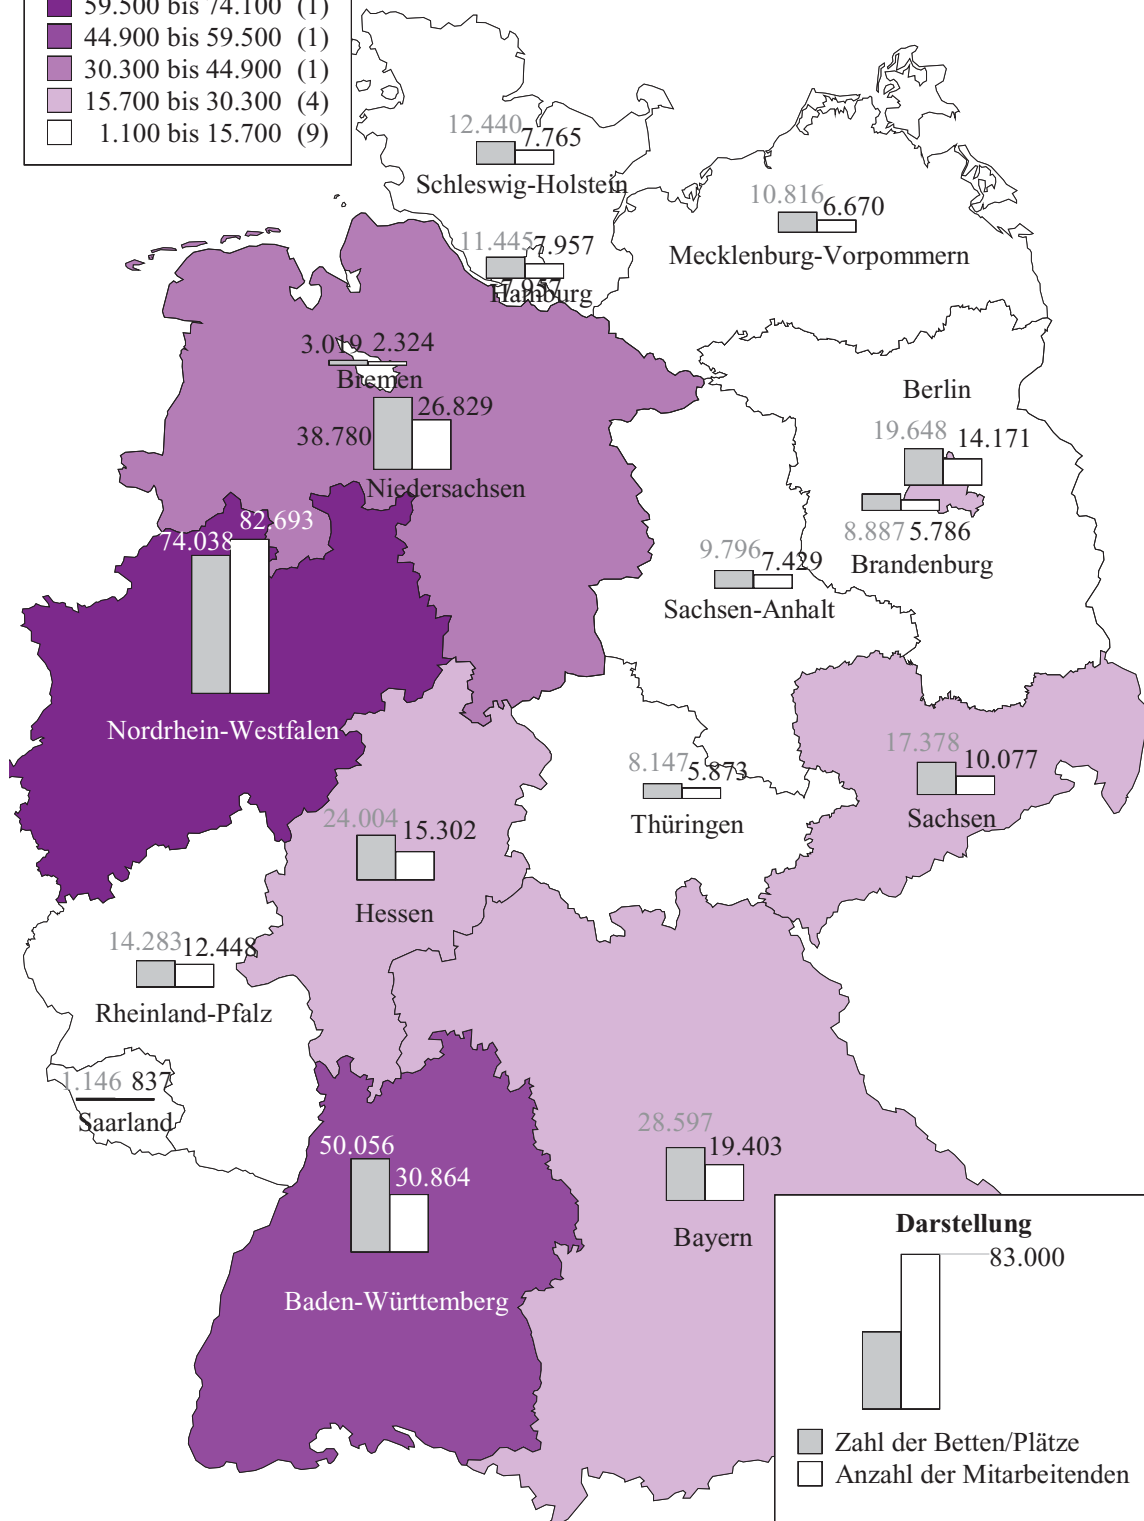 59.500 bis 74.100 (1)
44.900 bis 59.500 (1)
30.300 bis 44.900 (1)
15.700 bis 30.300 (4)
1.100 bis 15.700 (9)
12.440 7.765
Schleswig-Holstein
10.816 6.670
Mecklenburg-Vorpommern
11.445 7.957
7.957
Hamburg
3.019 2.324
Bremen
38.780 26.829
Niedersachsen
Berlin
19.648 14.171
8.887 5.786
Brandenburg
74.038 82.693
Nordrhein-Westfalen
9.796 7.429
Sachsen-Anhalt
17.378 10.077
Sachsen
8.147 5.873
Thüringen
24.004 15.302
Hessen
14.283 12.448
Rheinland-Pfalz
1.146 837
Saarland
50.056 30.864
Baden-Württemberg
28.597 19.403
Bayern
Darstellung
83.000
Zahl der Betten/Plätze
Anzahl der Mitarbeitenden